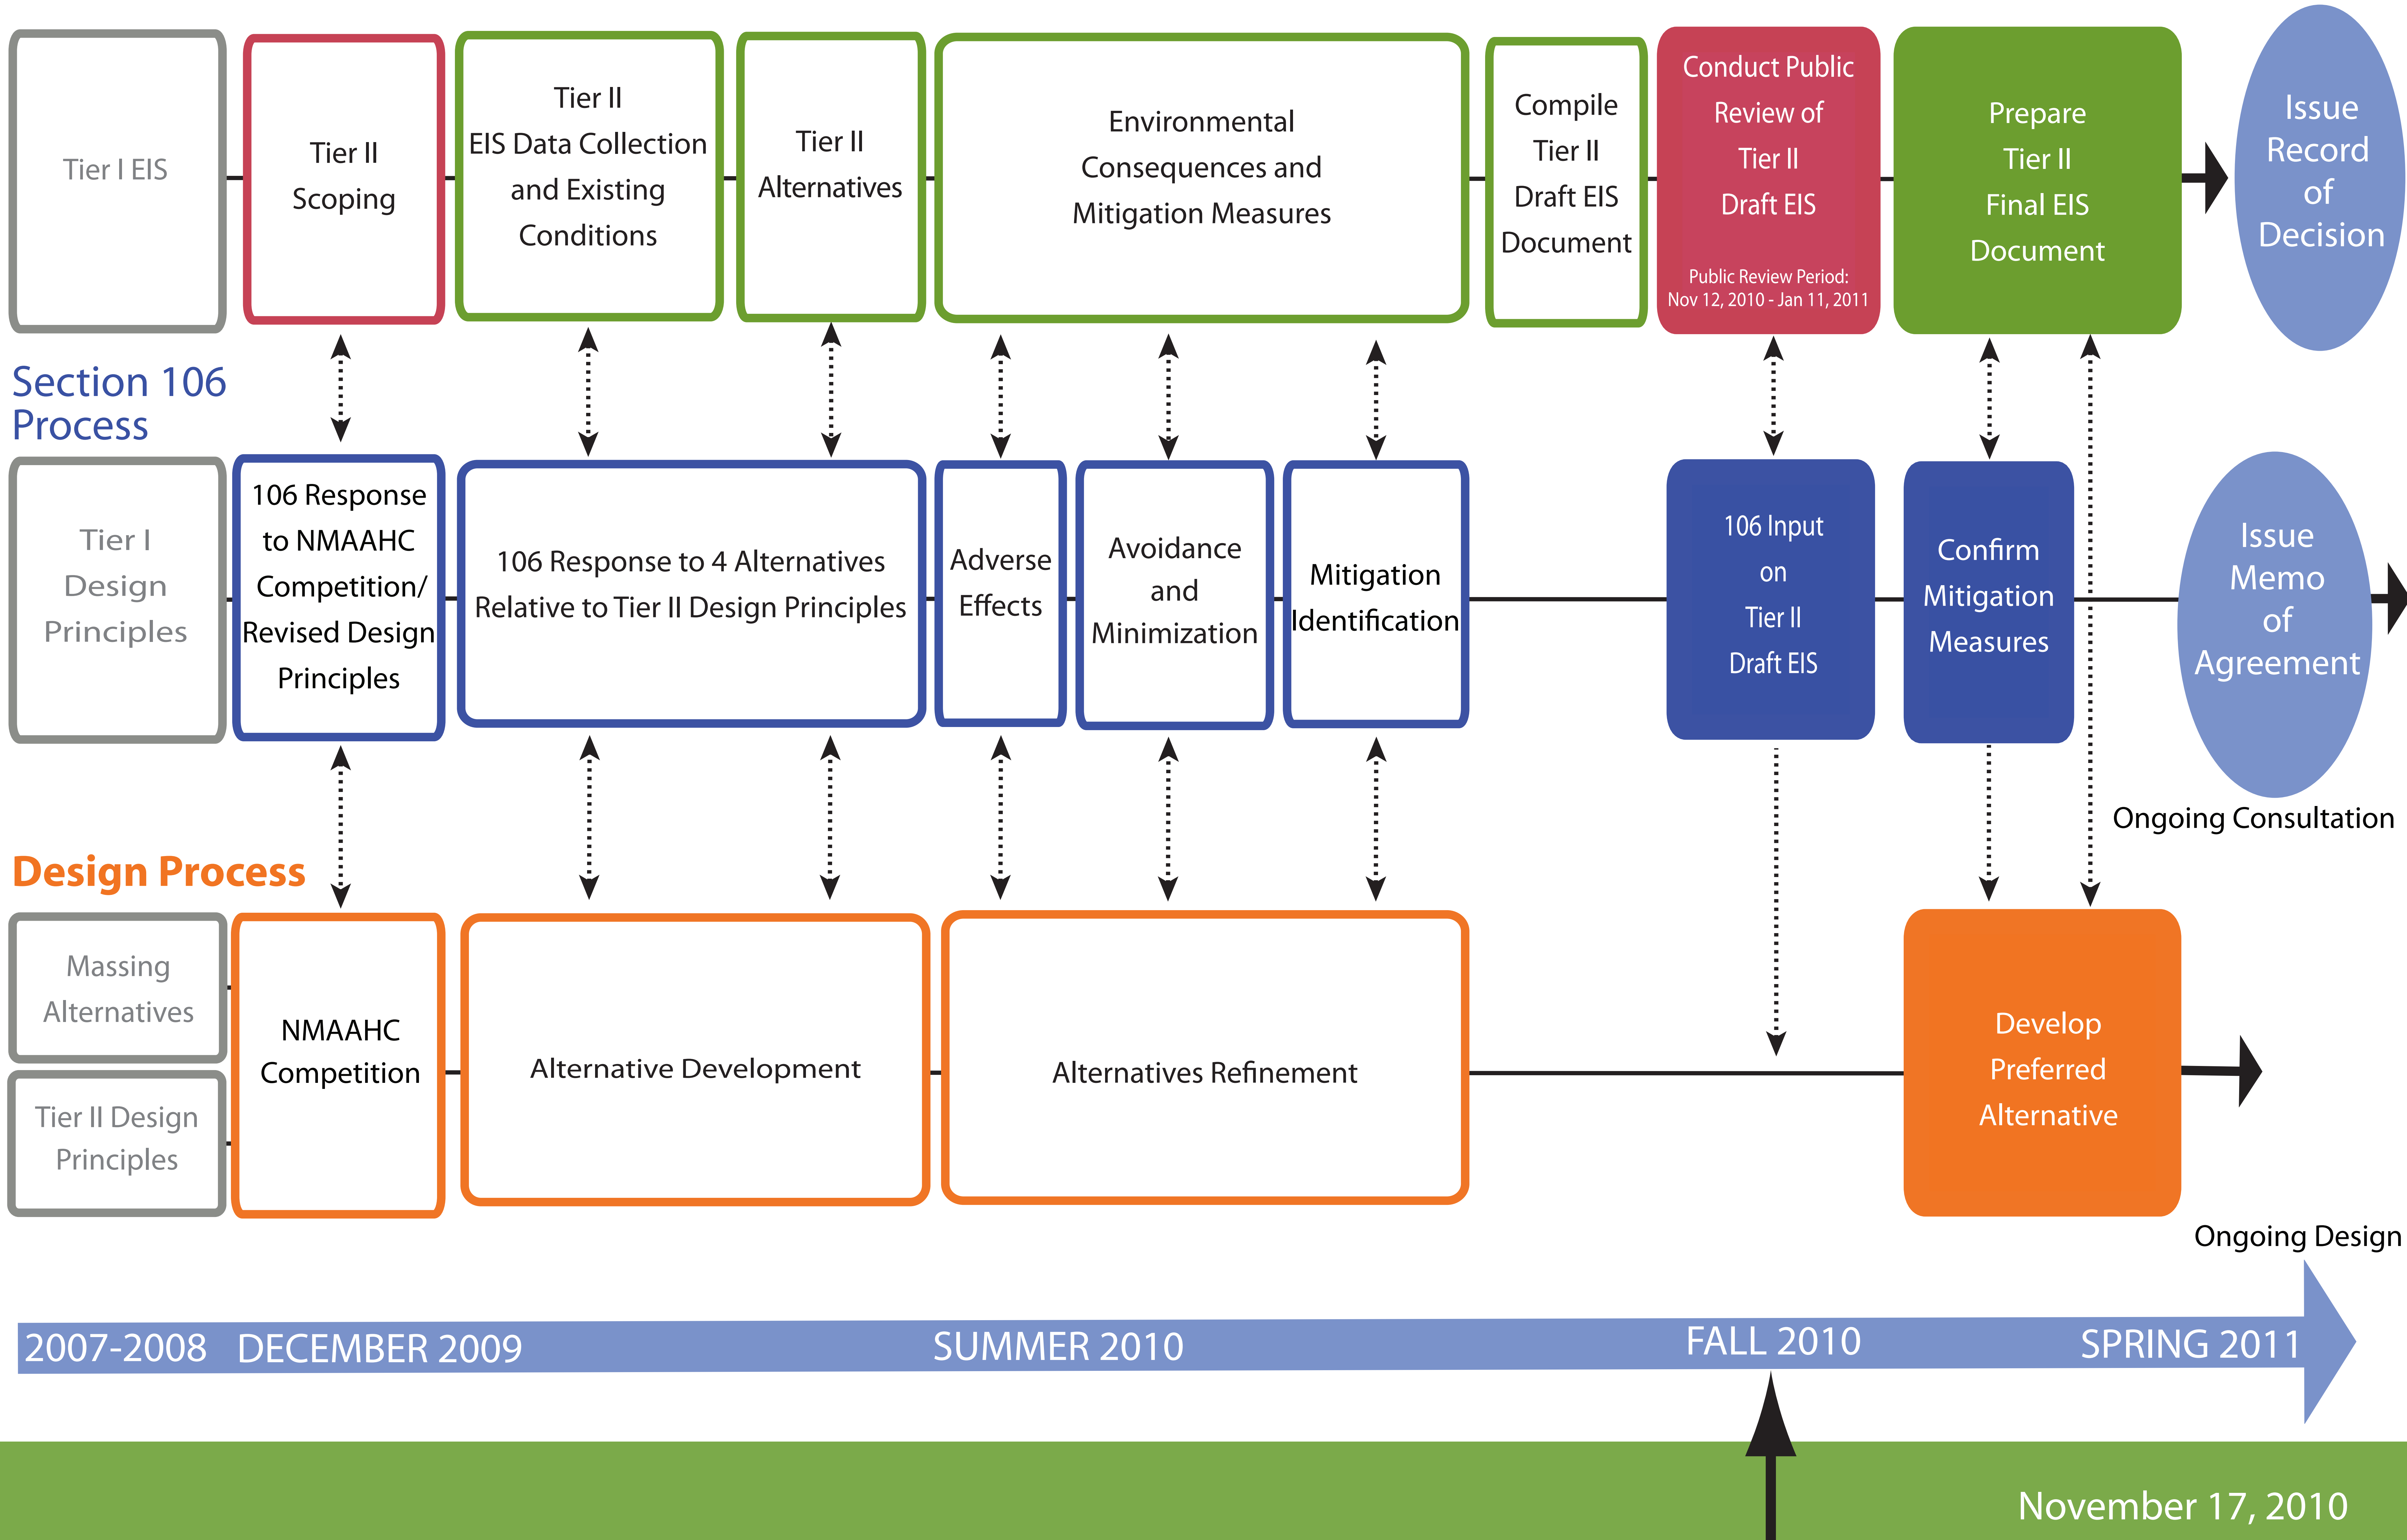 Tier I EIS
Tier II
Scoping
Tier II
EIS Data Collection
and Existing
Conditions
Tier II
Alternatives
Environmental
Consequences and
Mitigation Measures
Compile
Tier II
Draft EIS
Document
Conduct Public
Review of
Tier II
Draft EIS
Public Review Period:
Nov 12, 2010 - Jan 11, 2011
Prepare
Tier II
Final EIS
Document
Issue
Record
of
Decision
Section 106
Process
Tier I
Design
Principles
106 Response
to NMAAHC
Competition/
Revised Design
Principles
106 Response to 4 Alternatives
Relative to Tier II Design Principles
Adverse
Effects
Avoidance
and
Minimization
Mitigation
Identification
106 Input
on
Tier II
Draft EIS
Confirm
Mitigation
Measures
Issue
Memo
of
Agreement
Ongoing Consultation
Design Process
Massing
Alternatives
Tier II Design
Principles
NMAAHC
Competition
Alternative Development
Alternatives Refinement
Develop
Preferred
Alternative
Ongoing Design
2007-2008 DECEMBER 2009 SUMMER 2010 FALL 2010 SPRING 2011
November 17, 2010